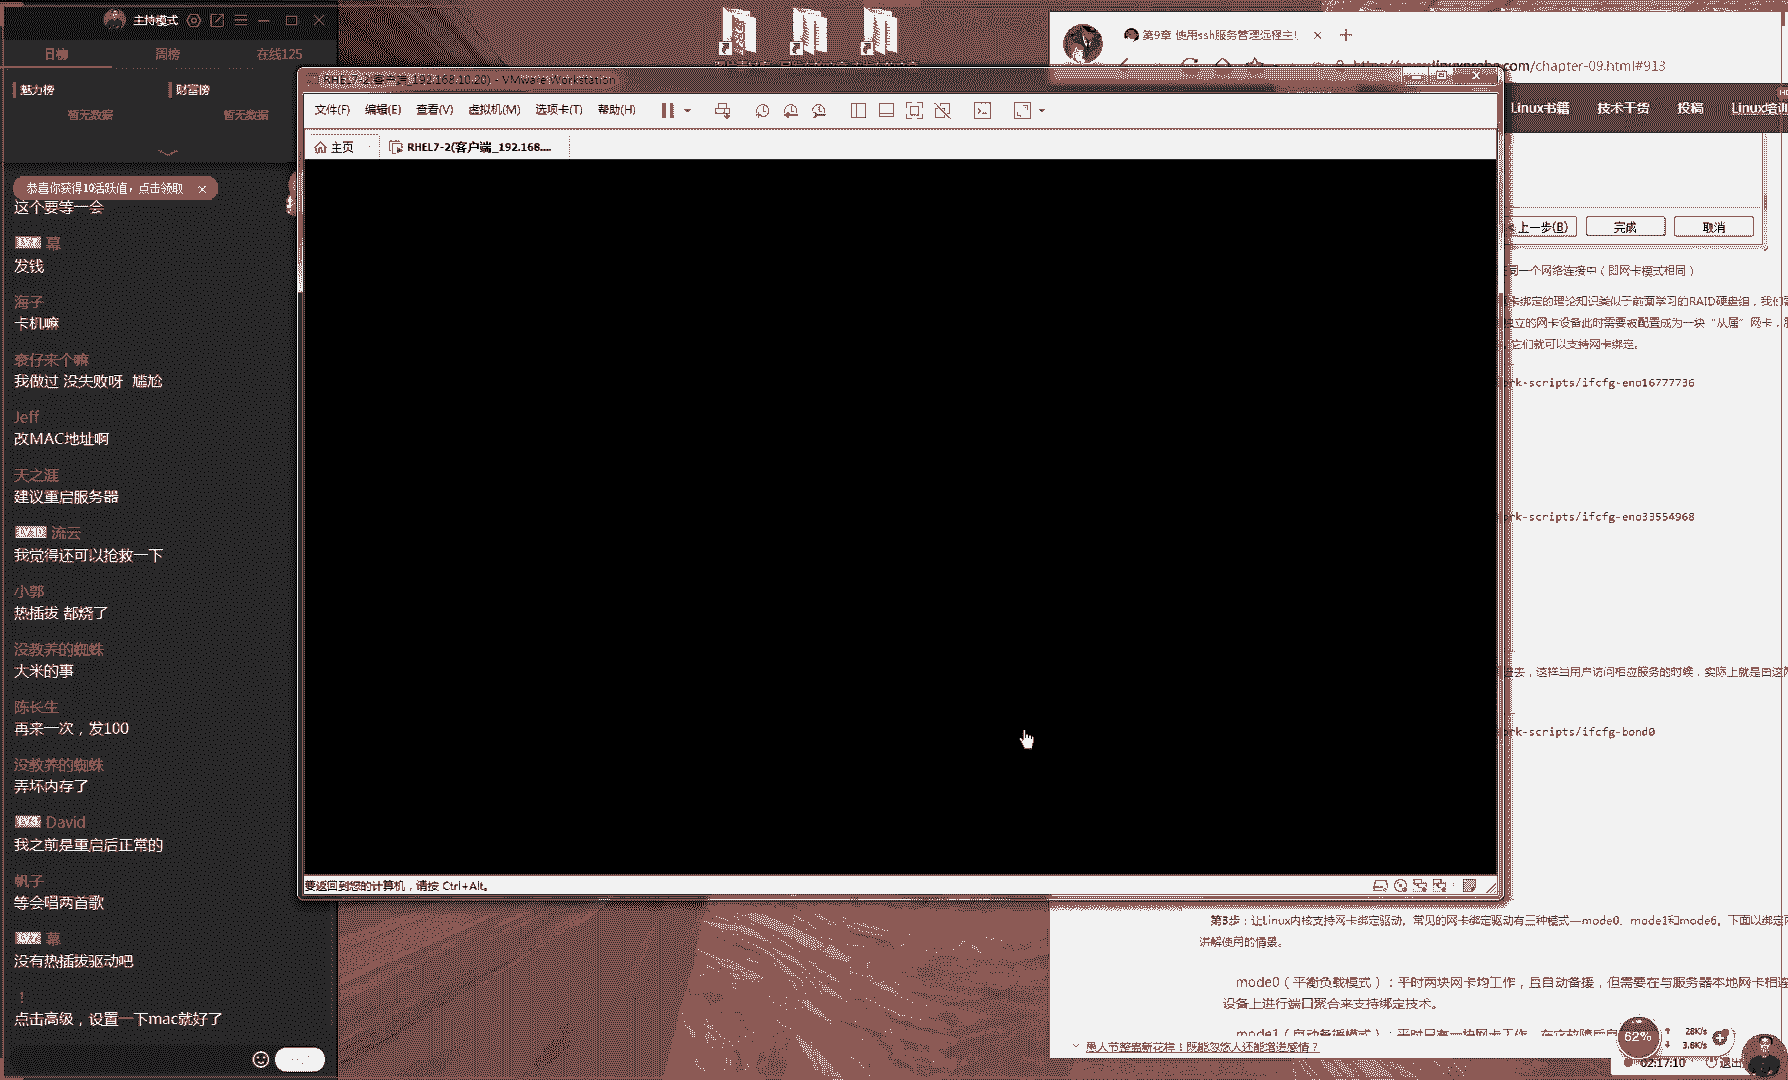 主持模式
日榜 周榜 在线125
魅力榜 财富榜
暂无数据 暂无数据
恭喜你获得10活跃值，点击领取
这个要等一会
幕
发钱
海子
卡机嘛
我做过 没失败呀 尴尬
Jeff
改MAC地址啊
天之涯
建议重启服务器
流云
我觉得还可以抢救一下
小郭
热插拔 都烧了
没教养的蜘蛛
大米的事
陈长生
再来一次，发100
没教养的蜘蛛
弄坏内存了
David
我之前是重启后正常的
帆子
等会唱两首歌
幕
没有热插拔驱动吧
！
点击高级，设置一下mac就好了
192.168.10.20) - VMware Workstation
文件(F) 编辑(E) 查看(V) 虚拟机(M) 选项卡(T) 帮助(H)
主页 RHEL7-2(客户端_192.168....
要返回到您的计算机，请按 Ctrl+Alt。
第9章 使用ssh服务管理远程主
com/chapter-09.html#913
Linux书籍 技术干货 投稿 Linux培训
上一步(B) 完成 取消
同一个网络连接中（即网卡模式相同）
卡绑定的理论知识类似于前面学习的RAID硬盘组，我们
独立的网卡设备此时需要被配置成为一块“从属”网卡，
它们就可以支持网卡绑定。
rk-scripts/ifcfg-eno16777736
rk-scripts/ifcfg-eno33554968
去，这样当用户访问相应服务的时候，实际上就是由这
rk-scripts/ifcfg-bond0
第3步：让Linux内核支持网卡绑定驱动。常见的网卡绑定驱动有三种模式—mode0、mode1和mode6。下面以绑定
讲解使用的情景。
mode0（平衡负载模式）：平时两块网卡均工作，且自动备援，但需要在与服务器本地网卡相连
设备上进行端口聚合来支持绑定技术。
mode1（自动备援模式）：平时只有一块网卡工作，在它故障后自
愚人节整蛊新花样！既能忽悠人还能增进感情？
62%
28K/s
3.8K/s
02:17:10 退出